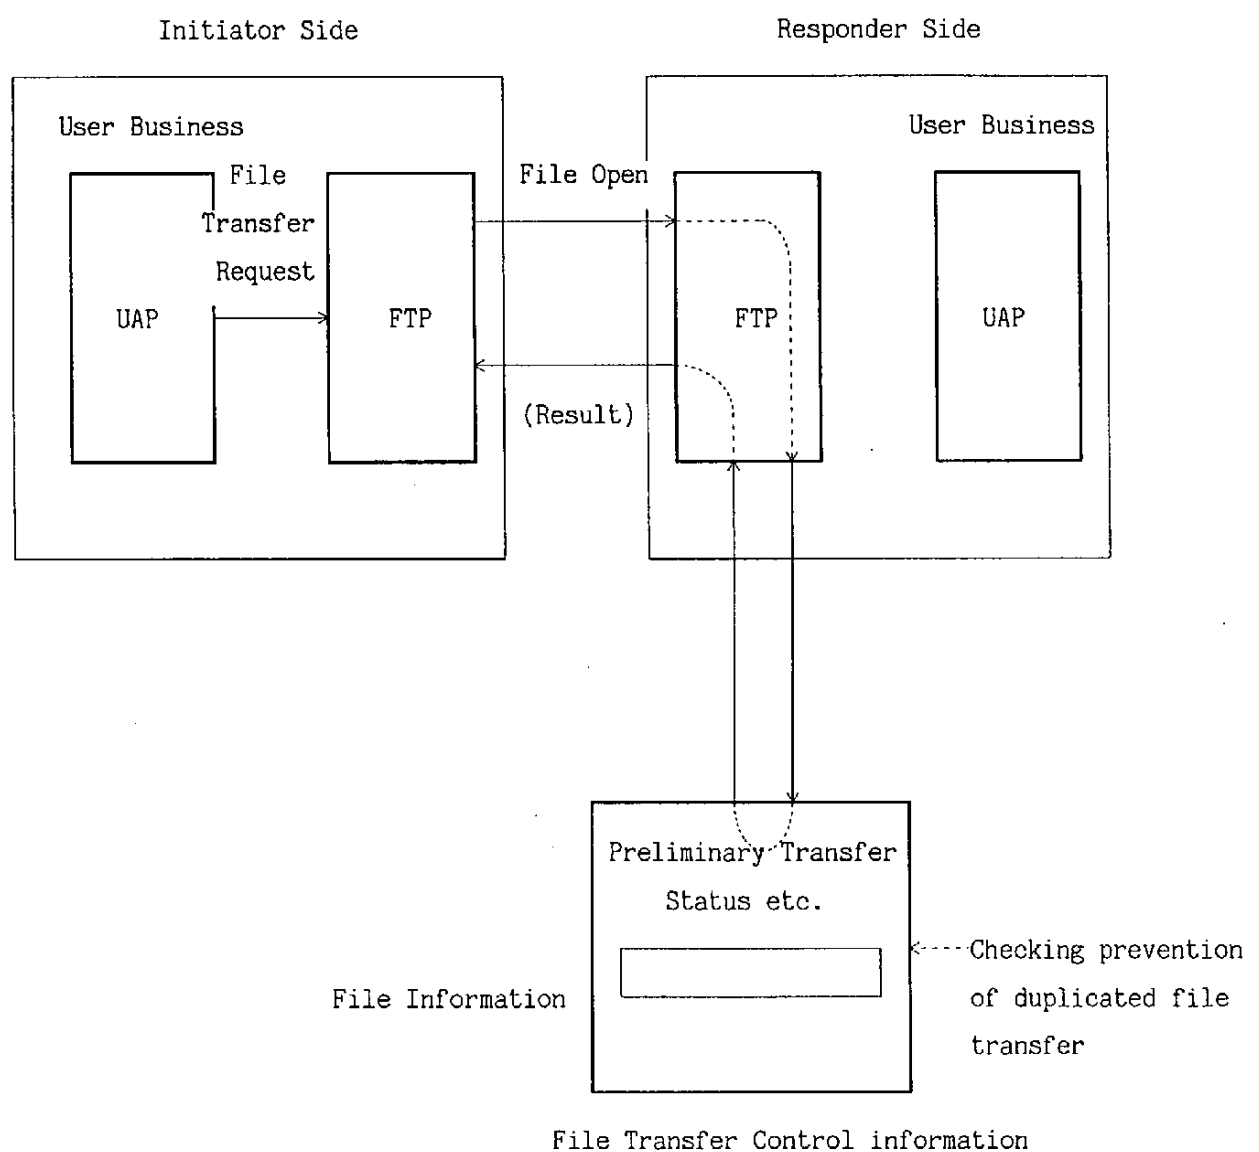 Initiator Side
Responder Side
User Business
User Business
File
Transfer
Request
File Open
UAP
FTP
FTP
UAP
(Result)
Preliminary Transfer
Status etc.
File Information
Checking prevention
of duplicated file
transfer
File Transfer Control information